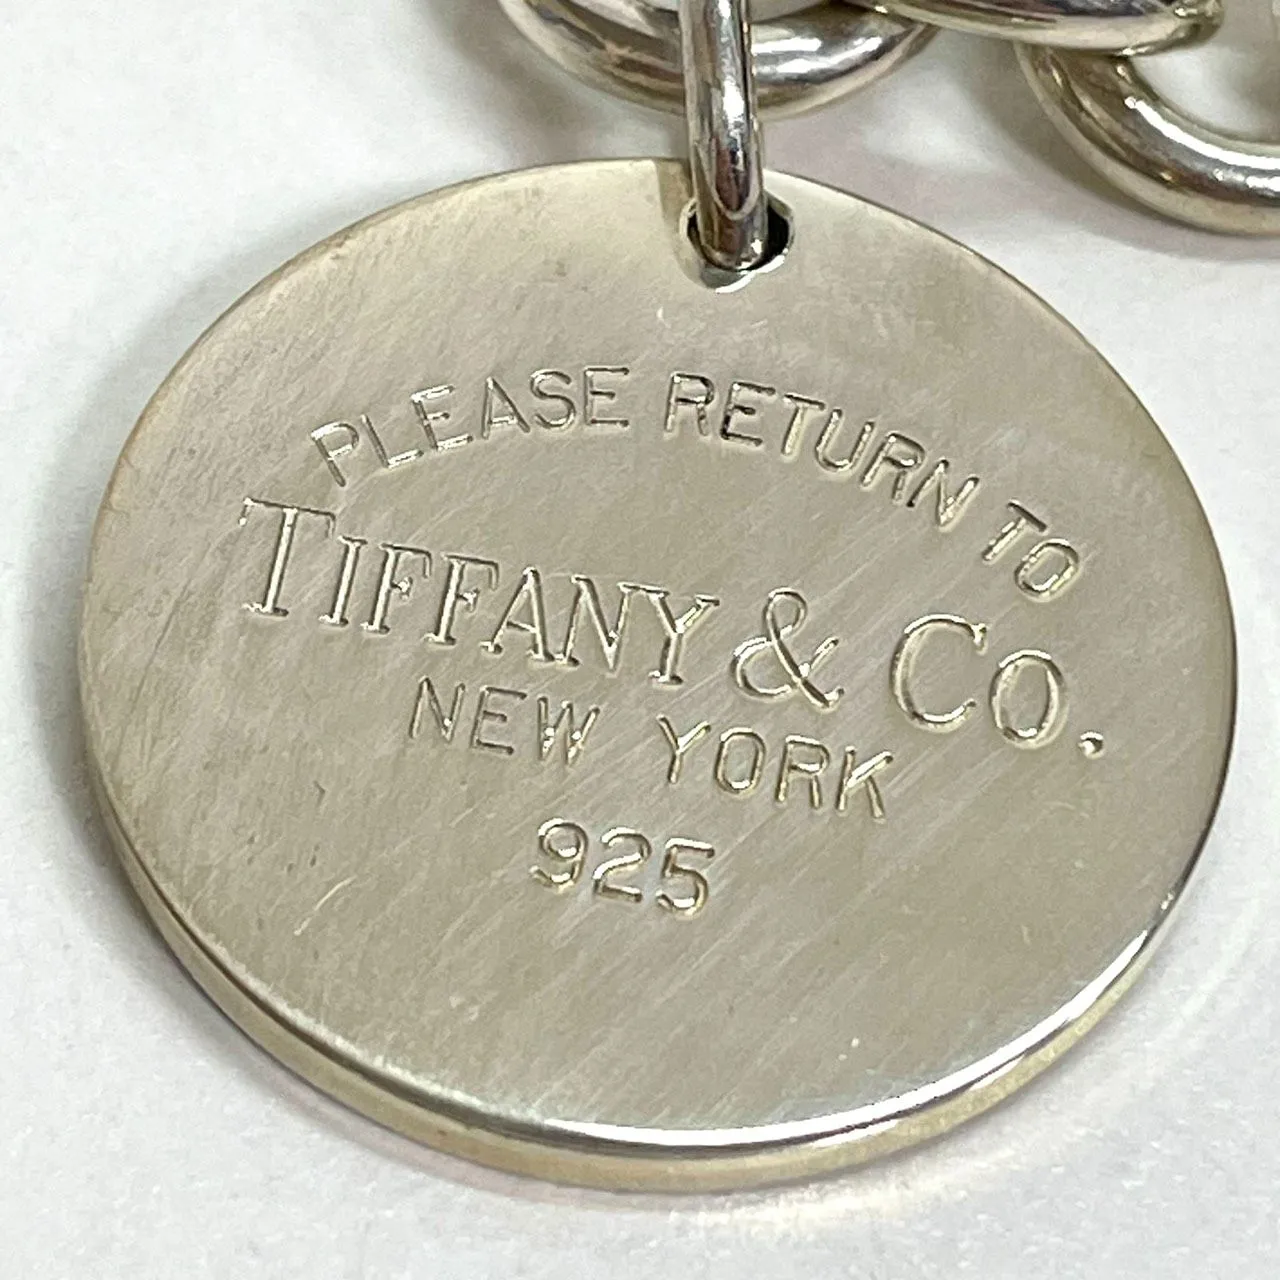 PLEASE RETURN TO
TIFFANY & CO.
NEW YORK
925